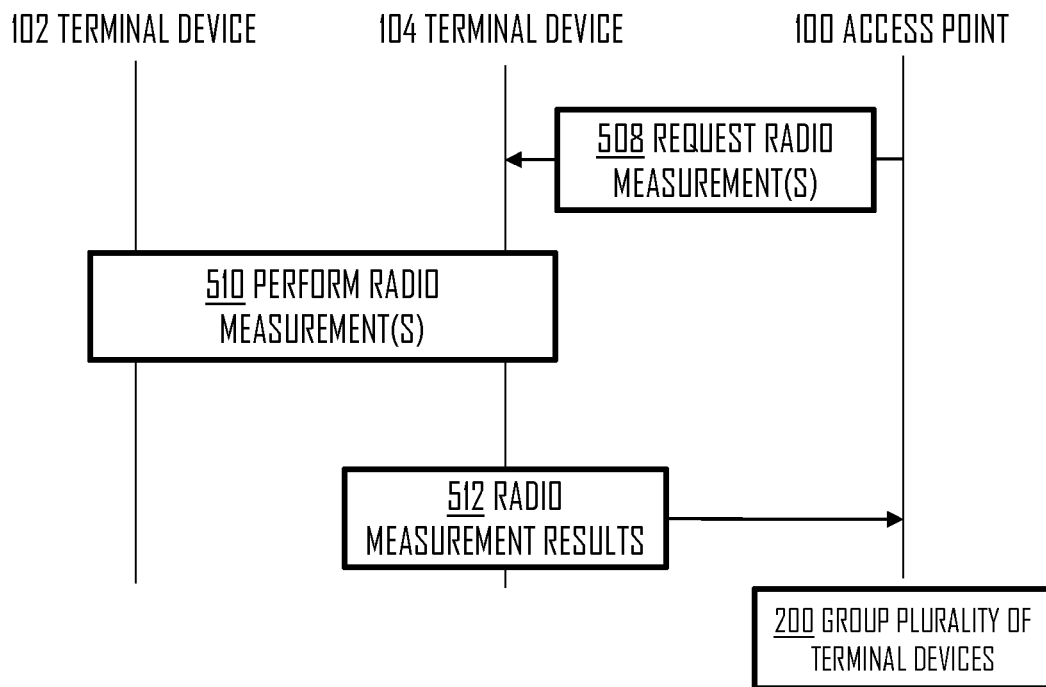 102 TERMINAL DEVICE
104 TERMINAL DEVICE
100 ACCESS POINT
508 REQUEST RADIO
MEASUREMENT(S)
510 PERFORM RADIO
MEASUREMENT(S)
512 RADIO
MEASUREMENT RESULTS
200 GROUP PLURALITY OF
TERMINAL DEVICES